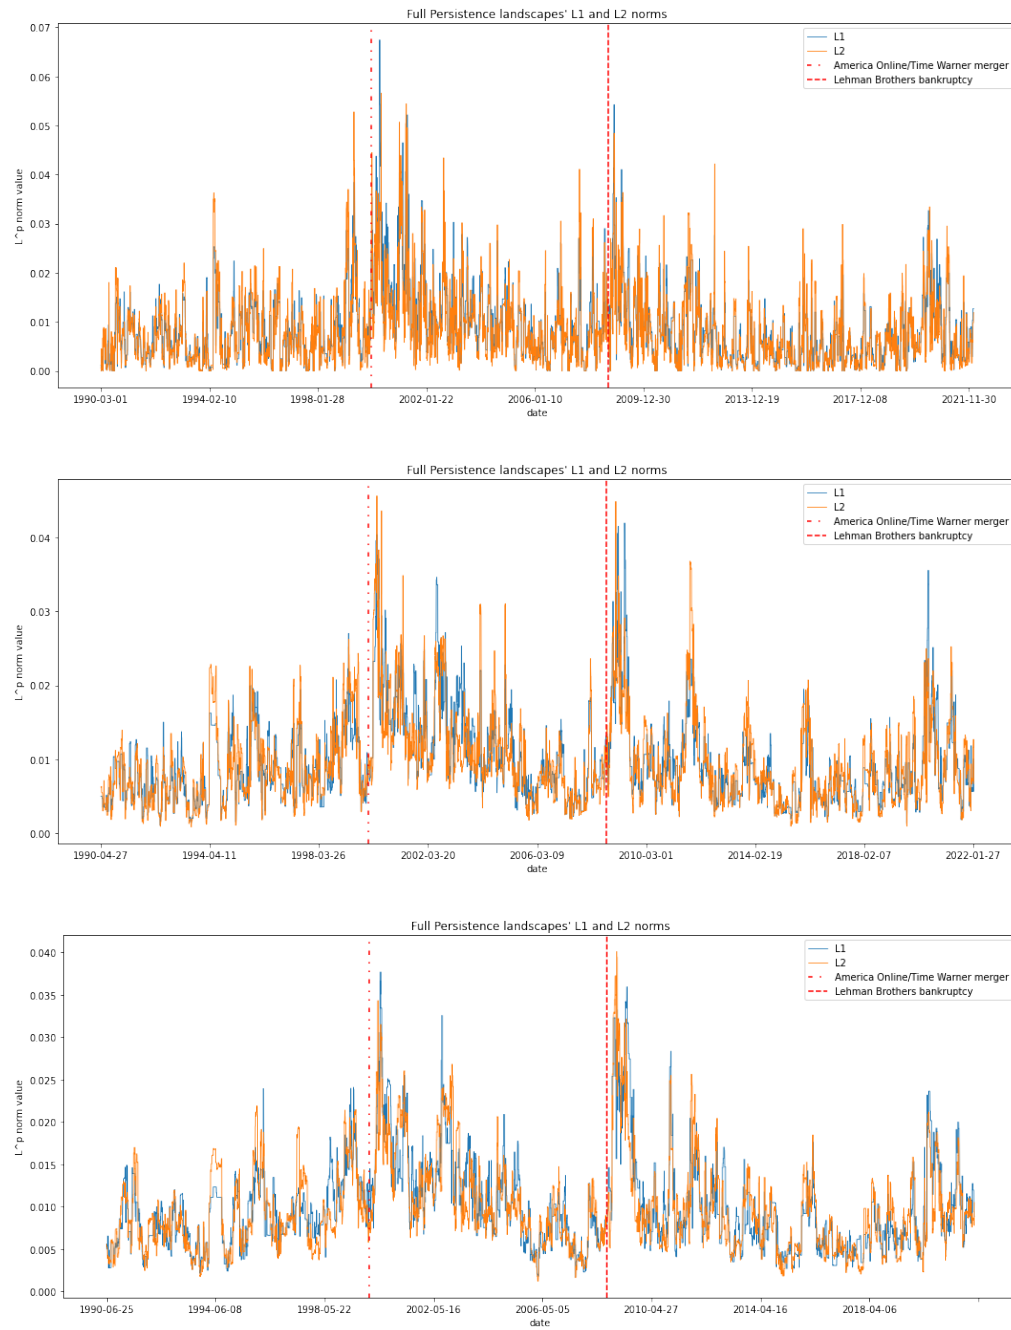 Full Persistence landscapes' L1 and L2 norms
L1
L2
America Online/Time Warner merger
Lehman Brothers bankruptcy
0.07
0.06
0.05
0.04
0.03
0.02
0.01
0.00
L^p norm value
1990-03-01 1994-02-10 1998-01-28 2002-01-22 2006-01-10 2009-12-30 2013-12-19 2017-12-08 2021-11-30
date
Full Persistence landscapes' L1 and L2 norms
L1
L2
America Online/Time Warner merger
Lehman Brothers bankruptcy
0.04
0.03
0.02
0.01
0.00
L^p norm value
1990-04-27 1994-04-11 1998-03-26 2002-03-20 2006-03-09 2010-03-01 2014-02-19 2018-02-07 2022-01-27
date
Full Persistence landscapes' L1 and L2 norms
L1
L2
America Online/Time Warner merger
Lehman Brothers bankruptcy
0.040
0.035
0.030
0.025
0.020
0.015
0.010
0.005
0.000
L^p norm value
1990-06-25 1994-06-08 1998-05-22 2002-05-16 2006-05-05 2010-04-27 2014-04-16 2018-04-06
date